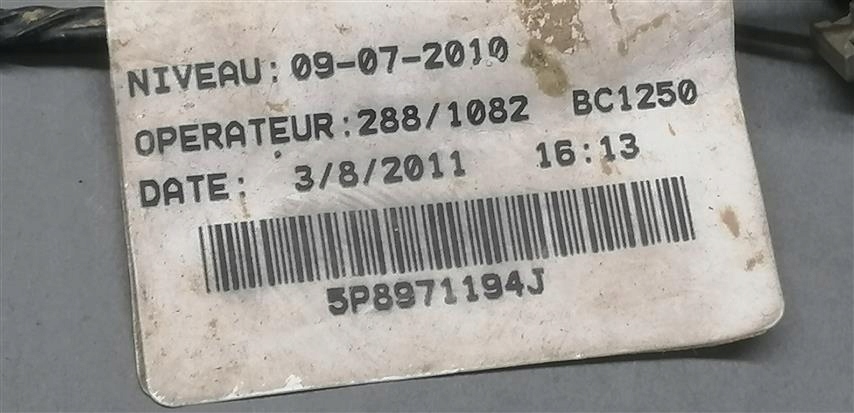 NIVEAU: 09-07-2010
OPERATEUR:288/1082 BC1250
DATE: 3/8/2011 16:13
5P8971194J